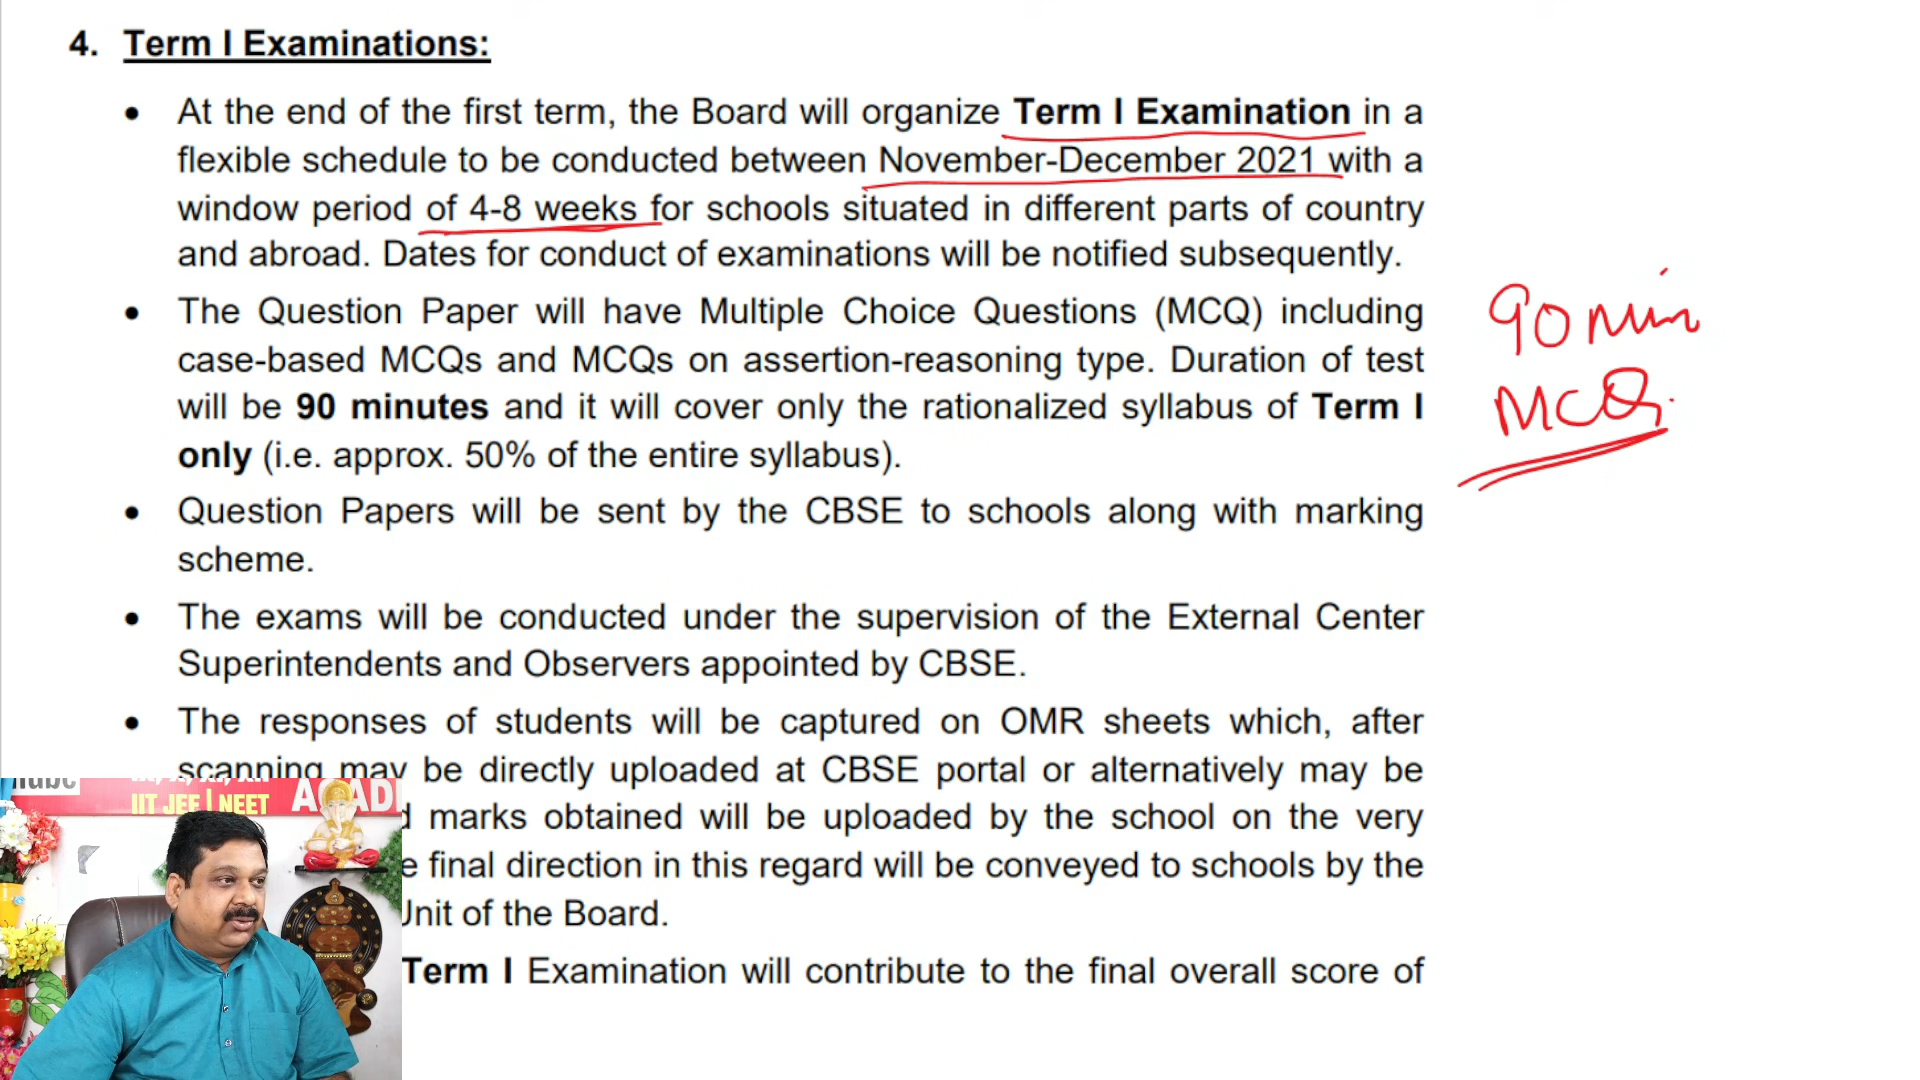 4. Term I Examinations:
• At the end of the first term, the Board will organize Term I Examination in a
flexible schedule to be conducted between November-December 2021 with a
window period of 4-8 weeks for schools situated in different parts of country
and abroad. Dates for conduct of examinations will be notified subsequently.
• The Question Paper will have Multiple Choice Questions (MCQ) including
case-based MCQs and MCQs on assertion-reasoning type. Duration of test
will be 90 minutes and it will cover only the rationalized syllabus of Term I
only (i.e. approx. 50% of the entire syllabus).
90 min
MCQ.
• Question Papers will be sent by the CBSE to schools along with marking
scheme.
• The exams will be conducted under the supervision of the External Center
Superintendents and Observers appointed by CBSE.
• The responses of students will be captured on OMR sheets which, after
scanning may be directly uploaded at CBSE portal or alternatively may be
marks obtained will be uploaded by the school on the very
final direction in this regard will be conveyed to schools by the
Unit of the Board.
Term I Examination will contribute to the final overall score of
IIT JEE | NEET